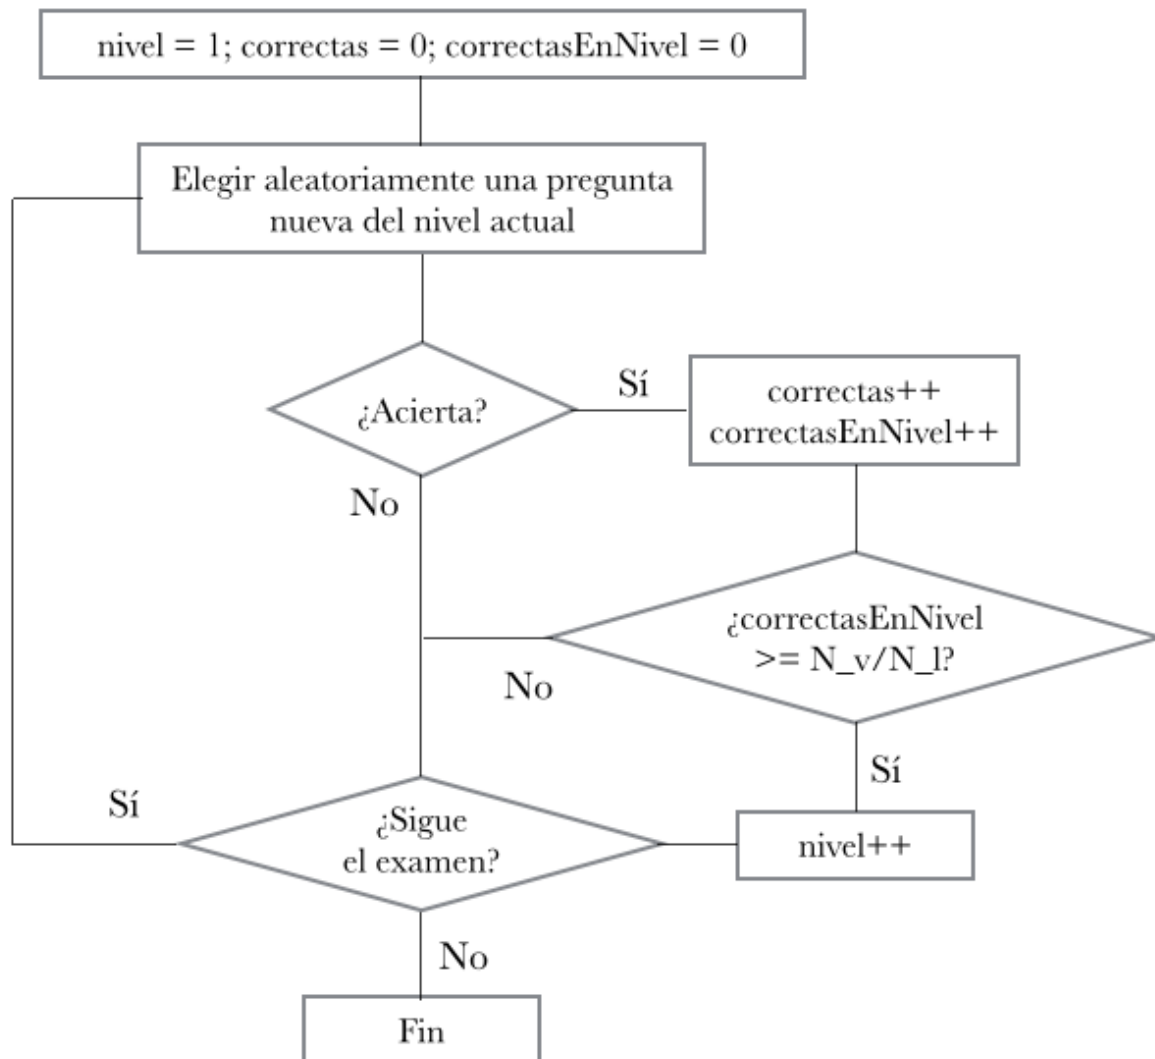 nivel = 1; correctas = 0; correctasEnNivel = 0
Elegir aleatoriamente una pregunta
nueva del nivel actual
¿Acierta?
Sí
correctas++
correctasEnNivel++
No
¿correctasEnNivel
>= N_v/N_l?
No
Sí
nivel++
¿Sigue
el examen?
Sí
No
Fin